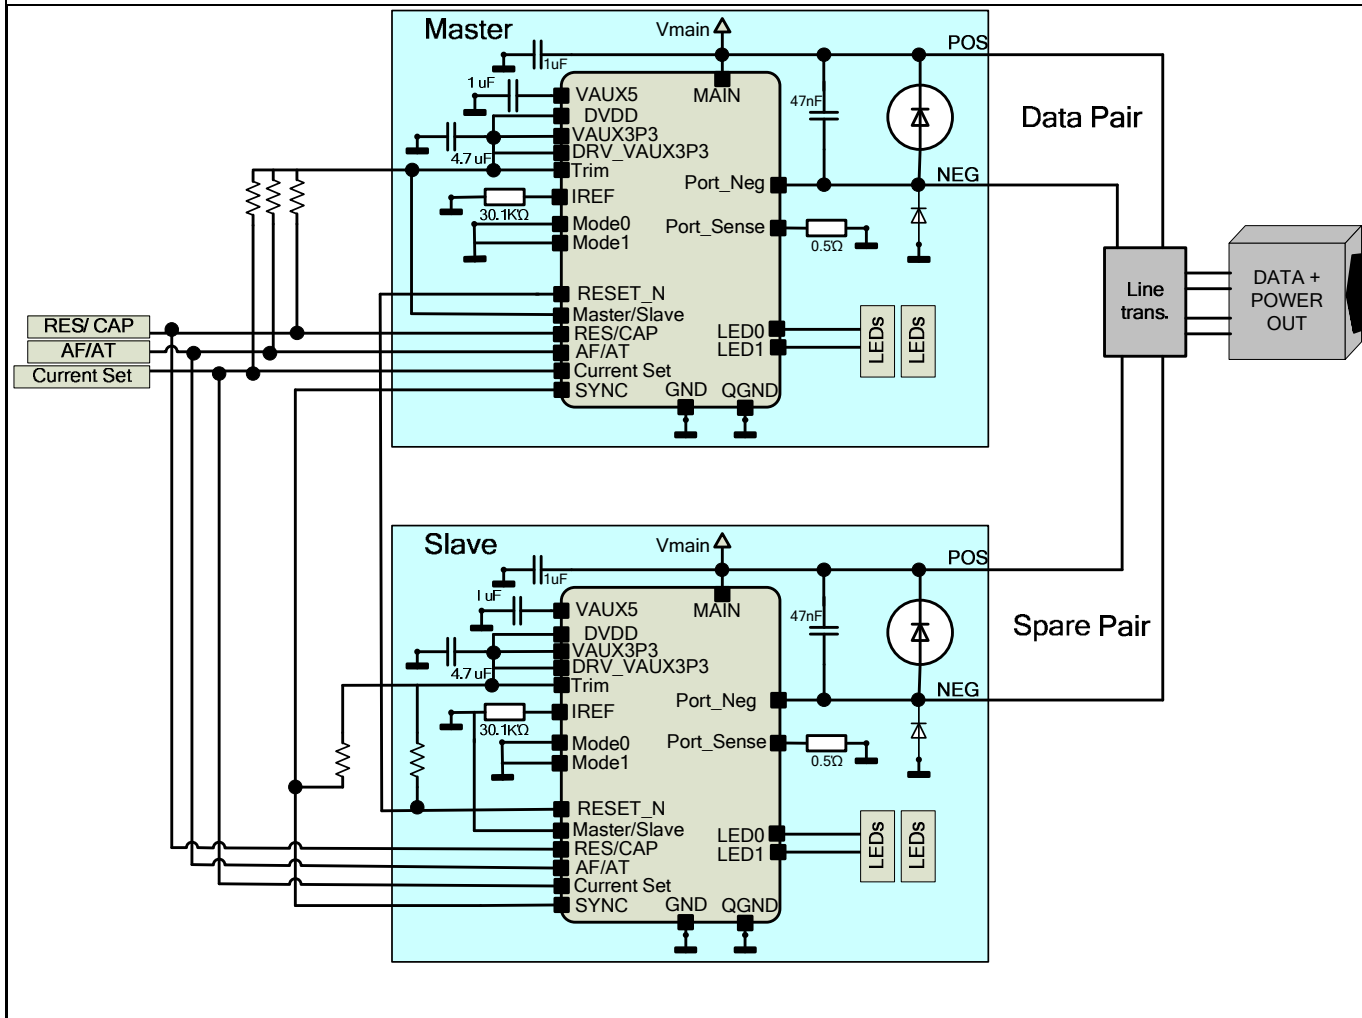 Master
Vmain
POS
1uF
1 uF
VAUX5
MAIN
47nF
Data Pair
DVDD
VAUX3P3
4.7 uF
DRV_VAUX3P3
Trim
Port_Neg
NEG
IREF
30.1KΩ
Mode0
Port_Sense
Mode1
0.5Ω
Line
trans.
DATA +
POWER
OUT
RESET_N
Master/Slave
RES/ CAP
RES/CAP
LED0
AF/AT
AF/AT
LED1
LEDs
LEDs
Current Set
Current Set
SYNC
GND
QGND
Slave
Vmain
POS
1uF
1uF
VAUX5
MAIN
47nF
Spare Pair
DVDD
VAUX3P3
4.7 uF
DRV_VAUX3P3
Trim
Port_Neg
NEG
IREF
30.1KΩ
Mode0
Port_Sense
Mode1
0.5Ω
RESET_N
Master/Slave
LED0
RES/CAP
LED1
LEDs
LEDs
AF/AT
Current Set
SYNC
GND
QGND